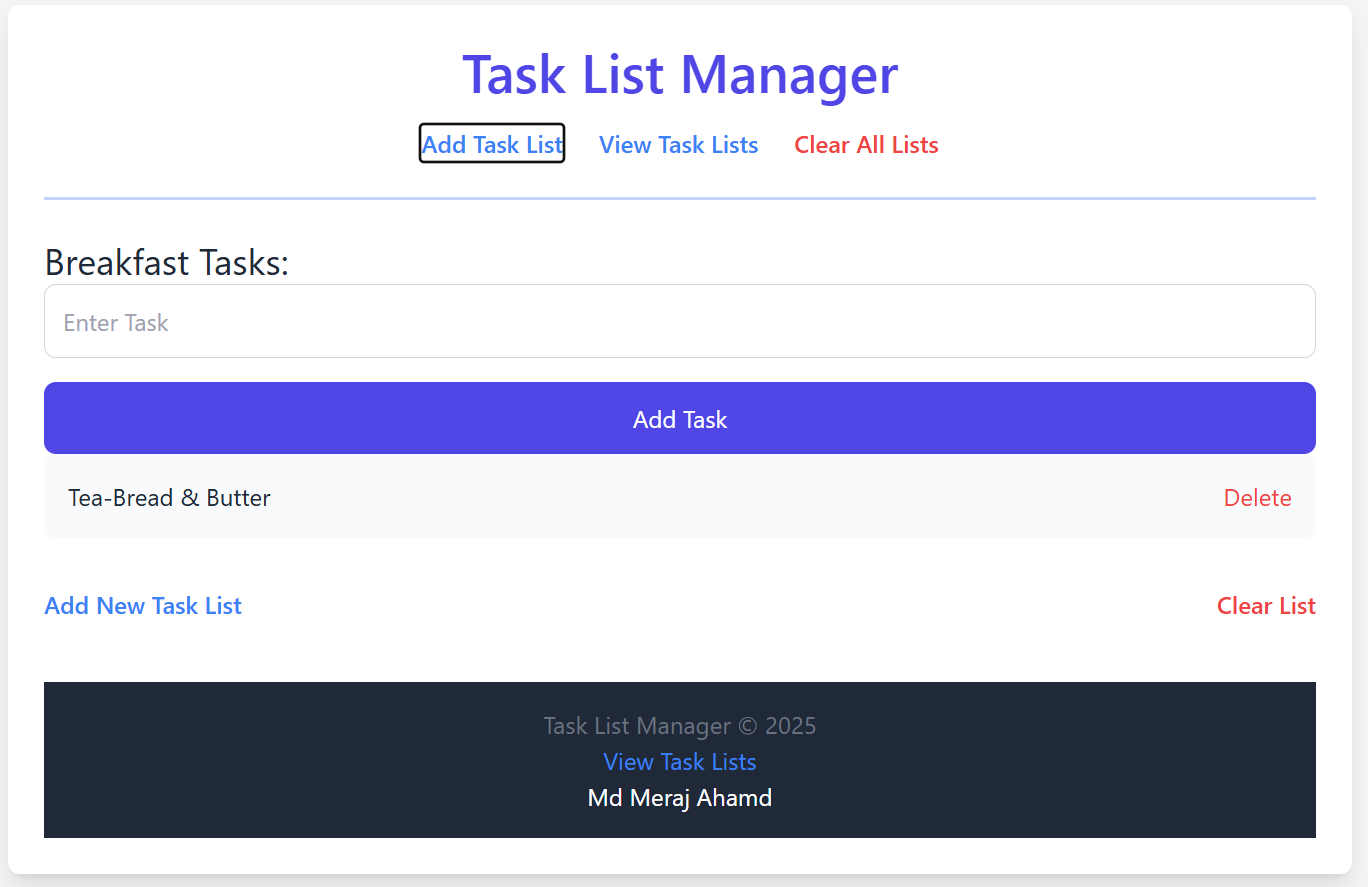 Task List Manager
Add Task List View Task Lists Clear All Lists
Breakfast Tasks:
Enter Task
Add Task
Tea-Bread & Butter Delete
Add New Task List Clear List
Task List Manager © 2025
View Task Lists
Md Meraj Ahamd